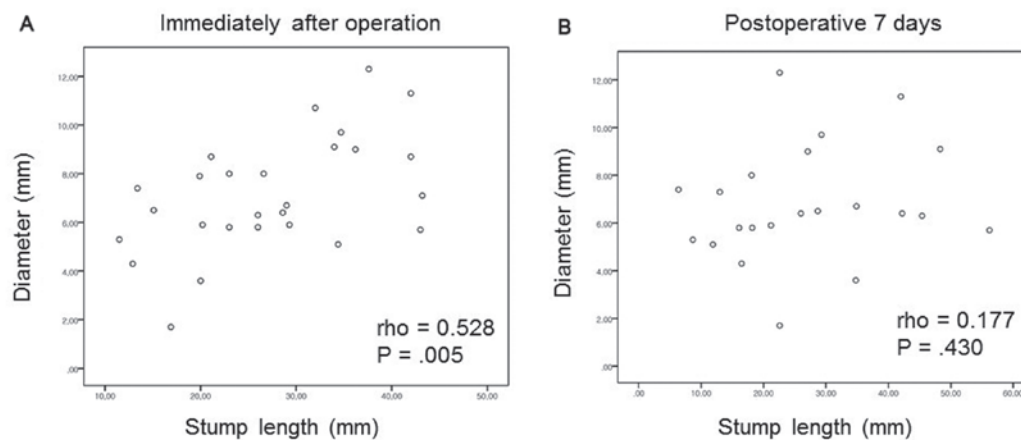 A
Immediately after operation
Diameter (mm)
12,00
10,00
8,00
6,00
4,00
2,00
,00
rho = 0.528
P = .005
10,00 20,00 30,00 40,00 50,00
Stump length (mm)
B
Postoperative 7 days
Diameter (mm)
12,00
10,00
8,00
6,00
4,00
2,00
,00
rho = 0.177
P = .430
,00 10,00 20,00 30,00 40,00 50,00 60,00
Stump length (mm)